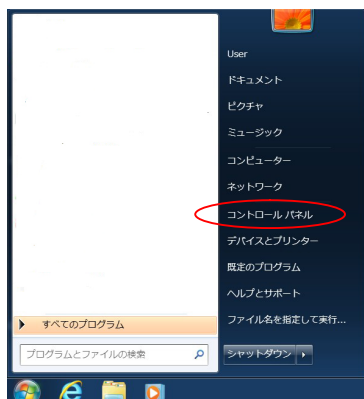 User
ドキュメント
ピクチャ
ミュージック
コンピューター
ネットワーク
コントロール パネル
デバイスとプリンター
既定のプログラム
ヘルプとサポート
ファイル名を指定して実行...
すべてのプログラム
プログラムとファイルの検索
シャットダウン